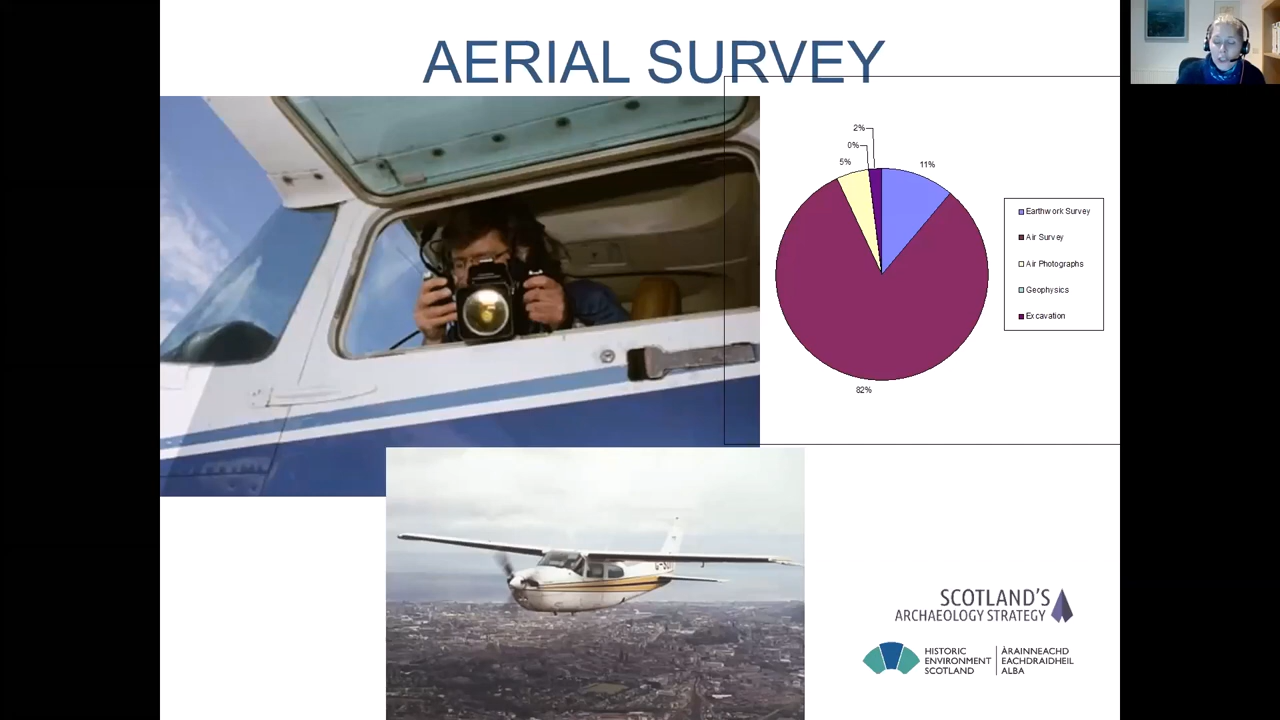 AERIAL SURVEY
2%
0%
5%
11%
82%
Earthwork Survey
Air Survey
Air Photographs
Geophysics
Excavation
SCOTLAND'S
ARCHAEOLOGY STRATEGY
HISTORIC
ENVIRONMENT
SCOTLAND
ÀRAINNEACHD
EACHDRAIDHEIL
ALBA